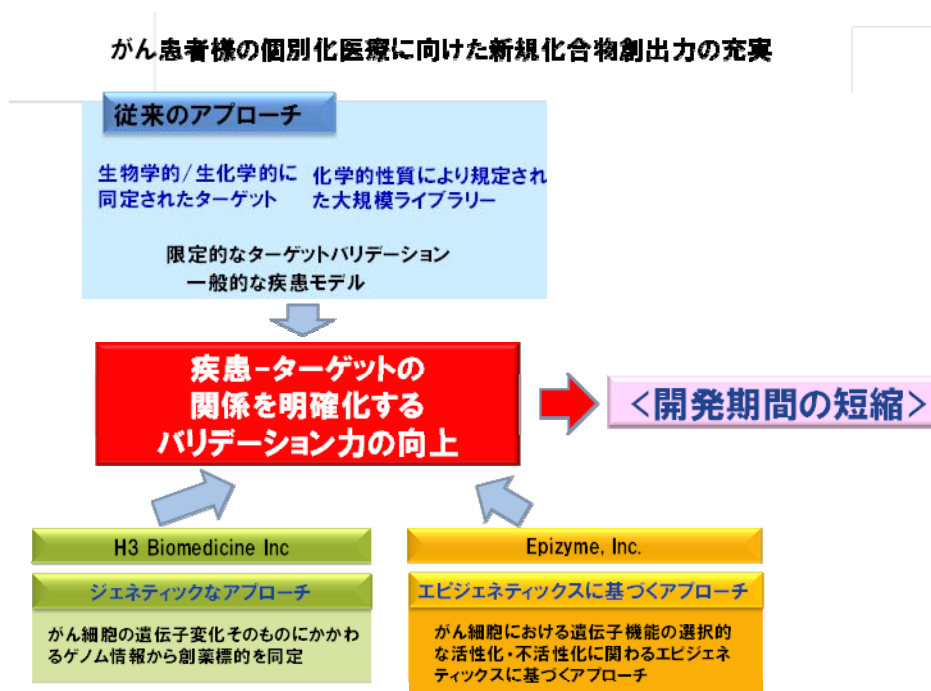 がん患者様の個別化医療に向けた新規化合物創出力の充実
従来のアプローチ
生物学的/生化学的に
同定されたターゲット
化学的性質により規定され
た大規模ライブラリー
限定的なターゲットバリデーション
一般的な疾患モデル
疾患-ターゲットの
関係を明確化する
バリデーション力の向上
<開発期間の短縮>
H3 Biomedicine Inc
ジェネティックなアプローチ
がん細胞の遺伝子変化そのものにかかわ
るゲノム情報から創薬標的を同定
Epizyme, Inc.
エピジェネティックスに基づくアプローチ
がん細胞における遺伝子機能の選択的
な活性化・不活性化に関わるエピジェネ
ティックスに基づくアプローチ